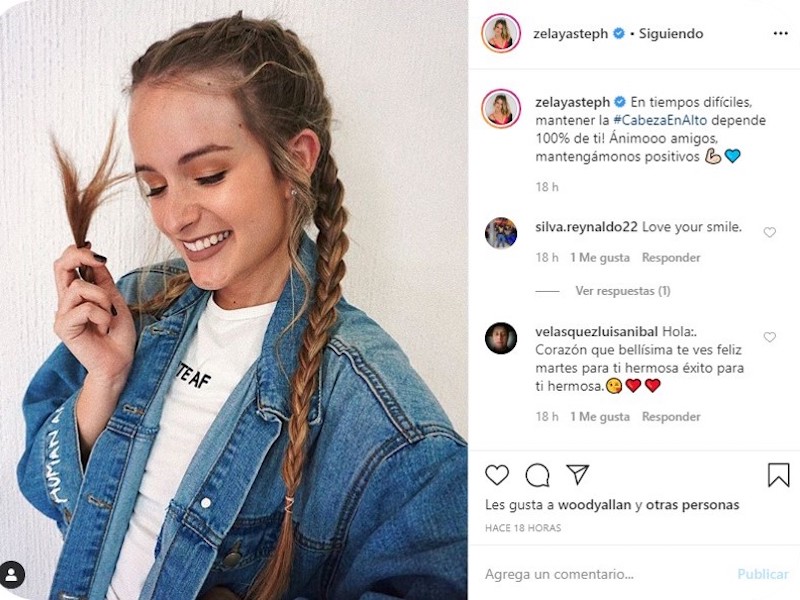 TE AF
HUMAN
zelayasteph • Siguiendo
zelayasteph En tiempos difíciles,
mantener la #CabezaEnAlto depende
100% de ti! Ánimooo amigos,
mantengámonos positivos 💪🏻💙
18 h
silva.reynaldo22 Love your smile.
18 h 1 Me gusta Responder
Ver respuestas (1)
velasquezluisanibal Hola:.
Corazón que bellísima te ves feliz
martes para ti hermosa éxito para
ti hermosa.😘❤️❤️
18 h 1 Me gusta Responder
Les gusta a woodyallan y otras personas
HACE 18 HORAS
Agrega un comentario... Publicar